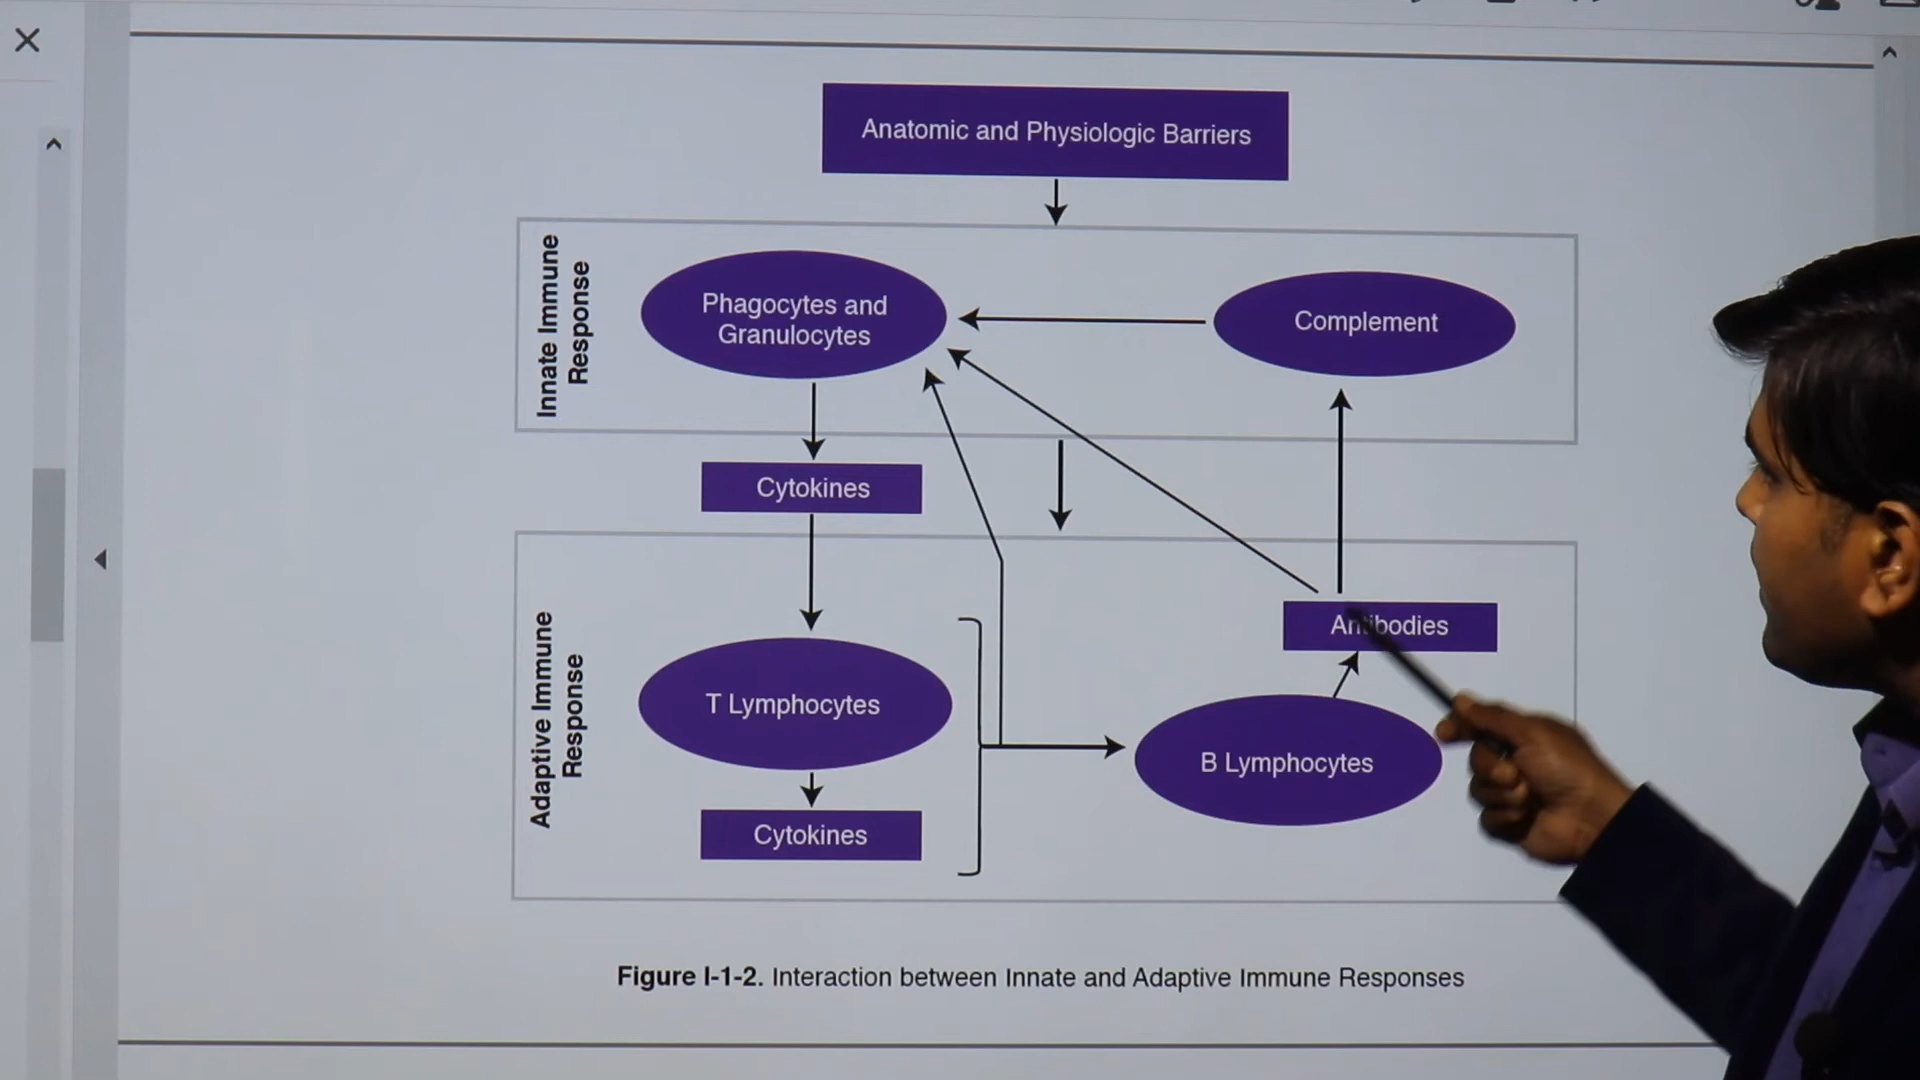 Anatomic and Physiologic Barriers
Innate Immune
Response
Phagocytes and
Granulocytes
Complement
Cytokines
Adaptive Immune
Response
Antibodies
T Lymphocytes
B Lymphocytes
Cytokines
Figure I-1-2. Interaction between Innate and Adaptive Immune Responses